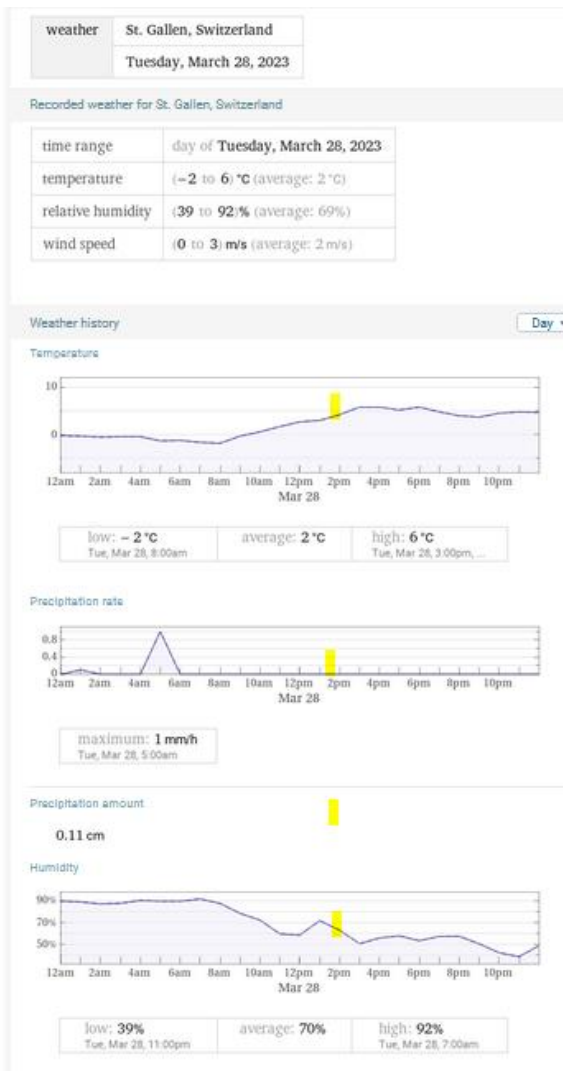 weather St. Gallen, Switzerland
Tuesday, March 28, 2023
Recorded weather for St. Gallen, Switzerland
time range day of Tuesday, March 28, 2023
temperature (−2 to 6) °C (average: 2 °C)
relative humidity (39 to 92)% (average: 69%)
wind speed (0 to 3) m/s (average: 2 m/s)
Weather history Day
Temperature
10
0
12am 2am 4am 6am 8am 10am 12pm 2pm 4pm 6pm 8pm 10pm
Mar 28
low: −2 °C average: 2 °C high: 6 °C
Tue, Mar 28, 8:00am Tue, Mar 28, 3:00pm, ...
Precipitation rate
0.8
0.4
0
12am 2am 4am 6am 8am 10am 12pm 2pm 4pm 6pm 8pm 10pm
Mar 28
maximum: 1 mm/h
Tue, Mar 28, 5:00am
Precipitation amount
0.11 cm
Humidity
90%
70%
50%
12am 2am 4am 6am 8am 10am 12pm 2pm 4pm 6pm 8pm 10pm
Mar 28
low: 39% average: 70% high: 92%
Tue, Mar 28, 11:00pm Tue, Mar 28, 7:00am